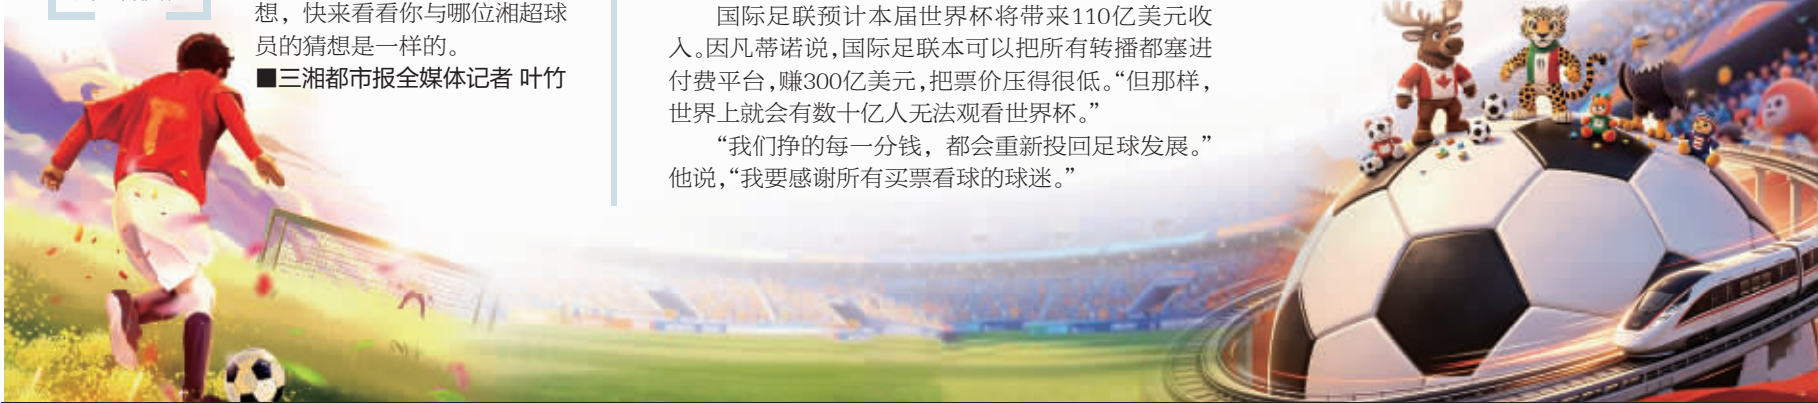 想，快来看看你与哪位湘超球
员的猜想是一样的。
■三湘都市报全媒体记者 叶竹
国际足联预计本届世界杯将带来110亿美元收
入。因凡蒂诺说，国际足联本可以把所有转播都塞进
付费平台，赚300亿美元，把票价压得很低。“但那样，
世界上就会有数十亿人无法观看世界杯。”
“我们挣的每一分钱，都会重新投回足球发展。”
他说，“我要感谢所有买票看球的球迷。”